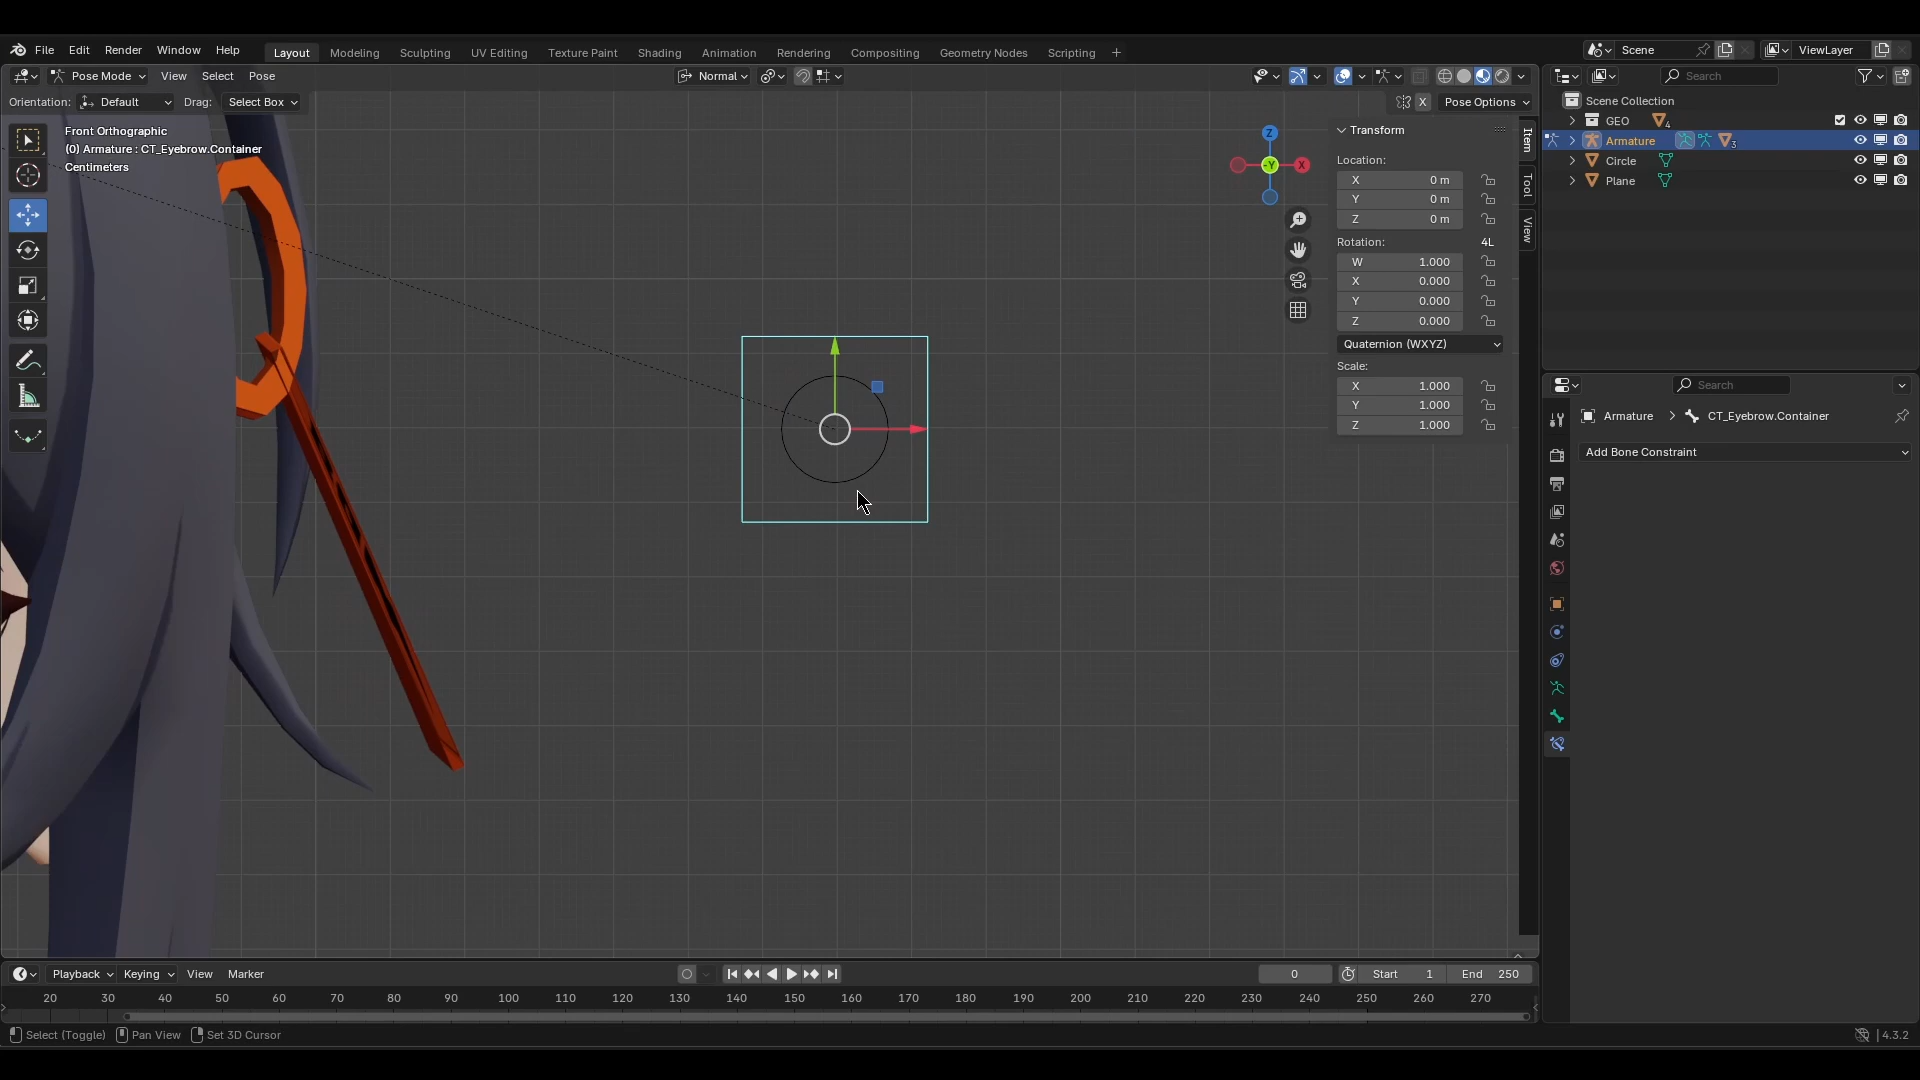 File Edit Render Window Help Layout Modeling Sculpting UV Editing Texture Paint Shading Animation Rendering Compositing Geometry Nodes Scripting + Scene ViewLayer
Pose Mode View Select Pose Normal Search
Orientation: Default Drag: Select Box X Pose Options
Scene Collection
GEO 4
Armature 3
Circle
Plane
Front Orthographic
(0) Armature : CT_Eyebrow.Container
Centimeters
Z
-Y
X
Transform
Location:
X 0 m
Y 0 m
Z 0 m
Rotation: 4L
W 1.000
X 0.000
Y 0.000
Z 0.000
Quaternion (WXYZ)
Scale:
X 1.000
Y 1.000
Z 1.000
Item
Tool
View
Search
Armature > CT_Eyebrow.Container
Add Bone Constraint
Playback Keying View Marker 0 Start 1 End 250
20 30 40 50 60 70 80 90 100 110 120 130 140 150 160 170 180 190 200 210 220 230 240 250 260 270
Select (Toggle) Pan View Set 3D Cursor 4.3.2